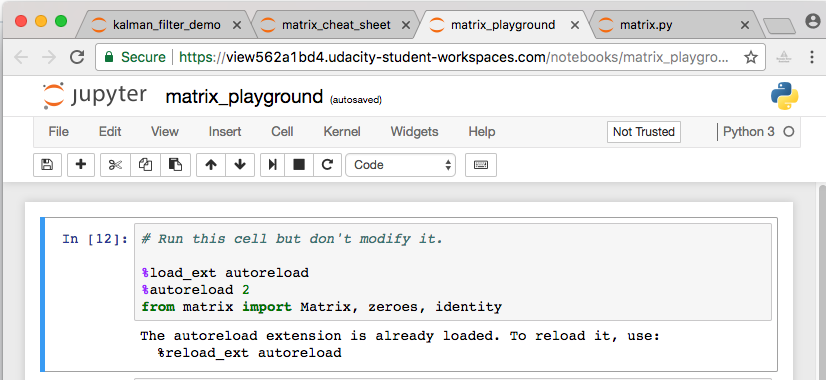 kalman_filter_demo
matrix_cheat_sheet
matrix_playground
matrix.py
Secure
https://view562a1bd4.udacity-student-workspaces.com/notebooks/matrix_playgro...
jupyter matrix_playground (autosaved)
File Edit View Insert Cell Kernel Widgets Help
Not Trusted
Python 3
Code
In [12]:
# Run this cell but don't modify it.
%load_ext autoreload
%autoreload 2
from matrix import Matrix, zeroes, identity
The autoreload extension is already loaded. To reload it, use:
%reload_ext autoreload